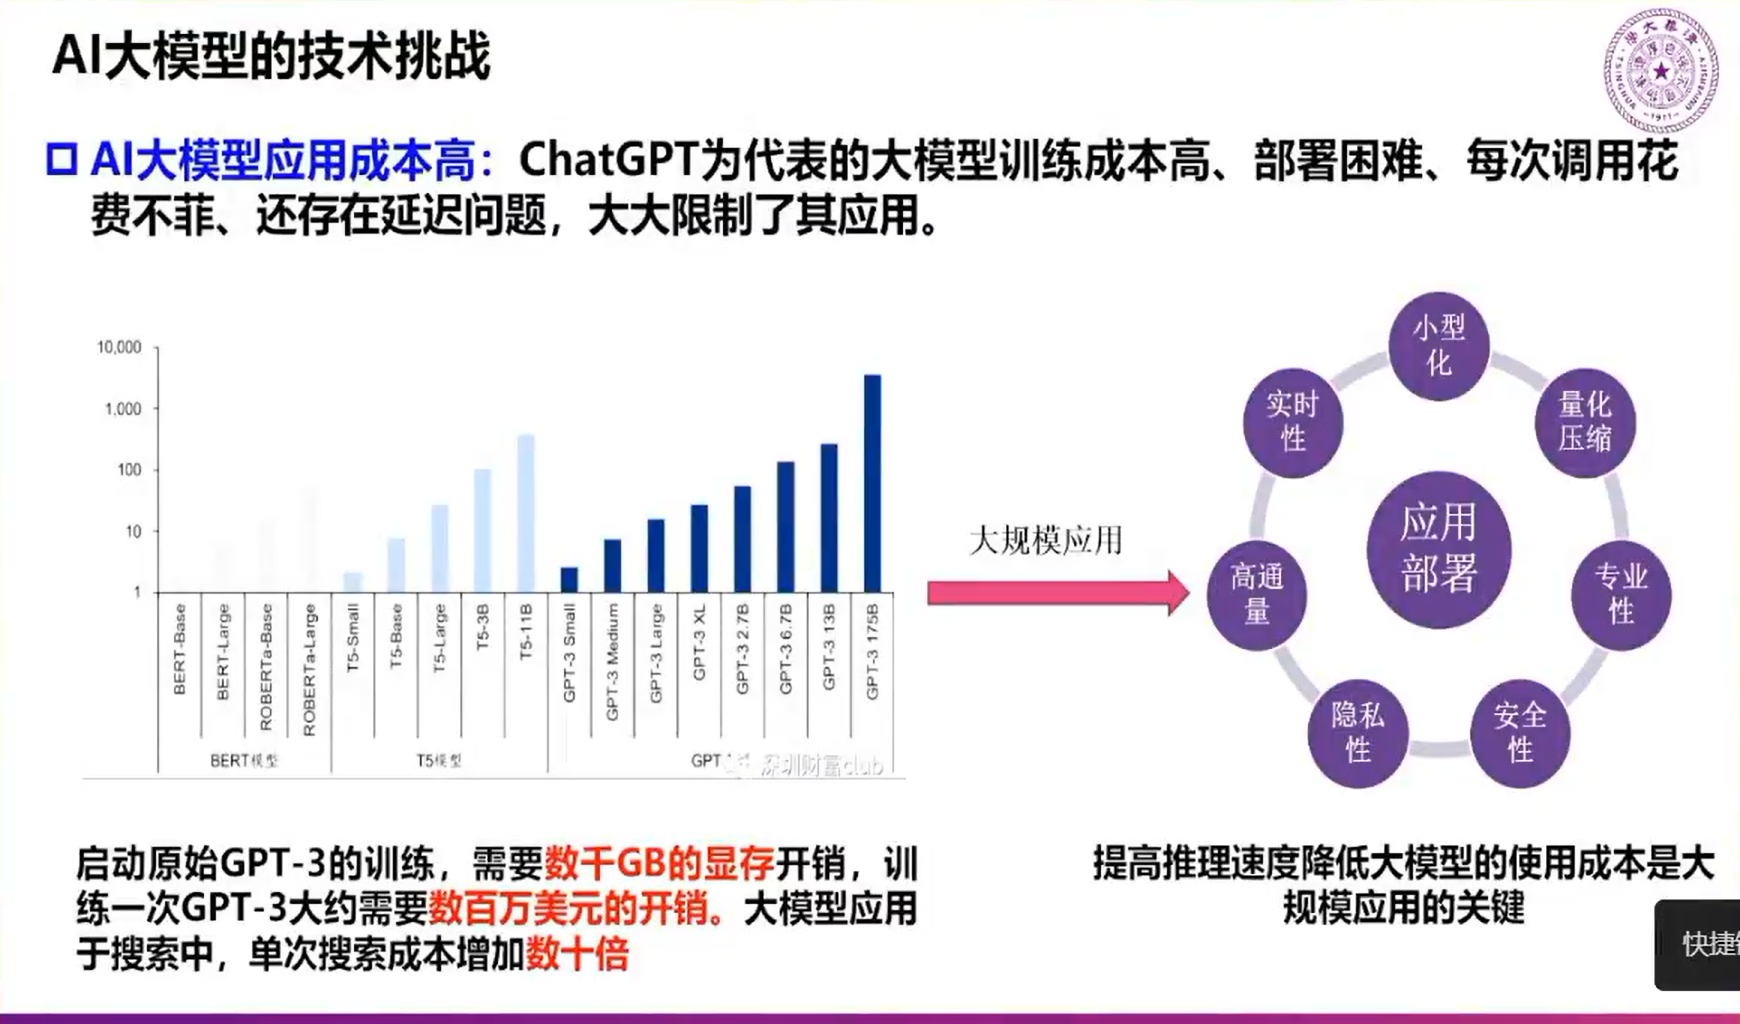 AI大模型的技术挑战
AI大模型应用成本高：ChatGPT为代表的大模型训练成本高、部署困难、每次调用花
费不菲、还存在延迟问题，大大限制了其应用。
10,000
1,000
100
10
1
BERT-Base
BERT-Large
ROBERTa-Base
ROBERTa-Large
T5-Small
T5-Base
T5-Large
T5-3B
T5-11B
GPT-3 Small
GPT-3 Medium
GPT-3 Large
GPT-3 XL
GPT-3 2.7B
GPT-3 6.7B
GPT-3 13B
GPT-3 175B
BERT模型
T5模型
GPT
深圳财富club
大规模应用
小型
化
量化
压缩
专业
性
安全
性
隐私
性
高通
量
实时
性
应用
部署
启动原始GPT-3的训练，需要数千GB的显存开销，训
练一次GPT-3大约需要数百万美元的开销。大模型应用
于搜索中，单次搜索成本增加数十倍
提高推理速度降低大模型的使用成本是大
规模应用的关键
快捷
TSINGHUA UNIVERSITY
1911